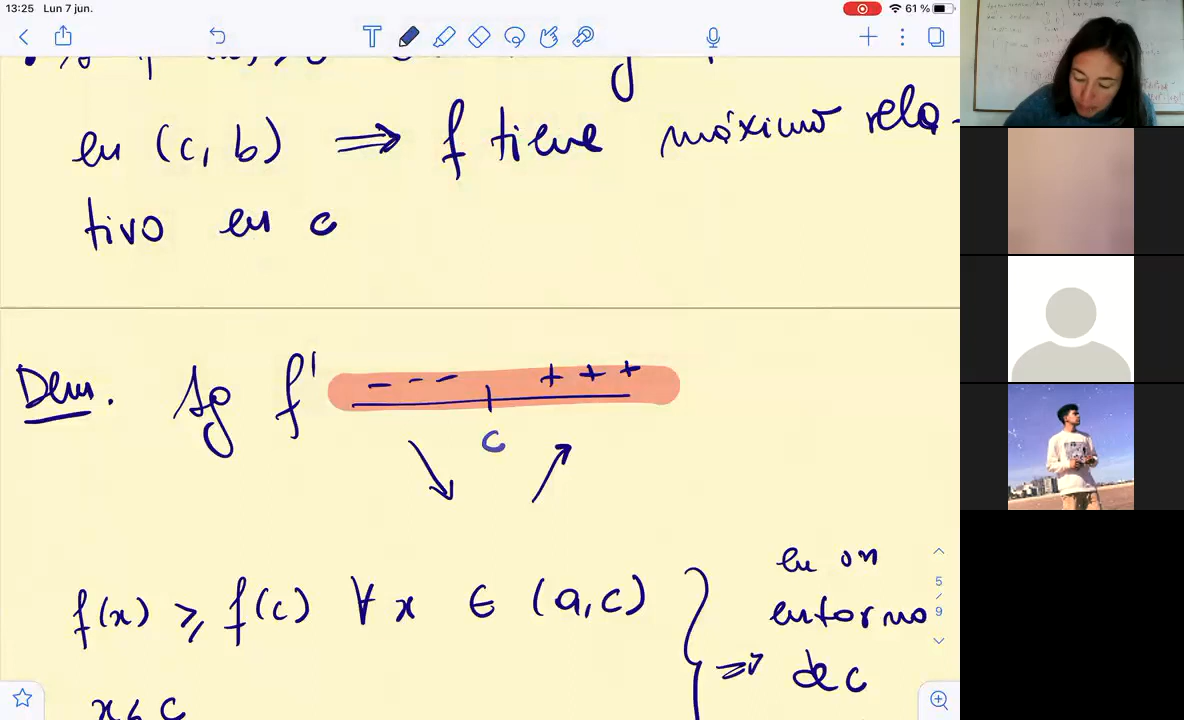 13:25 Lun 7 jun.
61 %
en (c, b) ⟹ f tiene máximo rela-
tivo en c
Dem. Sg f' - - - + + +
c
f(x) ⩾ f(c) ∀ x ∈ (a,c)
en un
entorno
⇒ de c
x < c
5
9